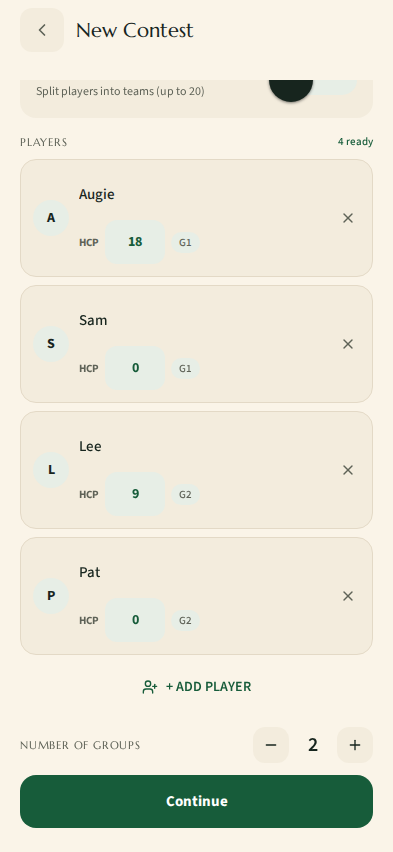 New Contest
Split players into teams (up to 20)
PLAYERS
4 ready
A
Augie
HCP 18 G1
S
Sam
HCP 0 G1
L
Lee
HCP 9 G2
P
Pat
HCP 0 G2
+ ADD PLAYER
NUMBER OF GROUPS
− 2 +
Continue